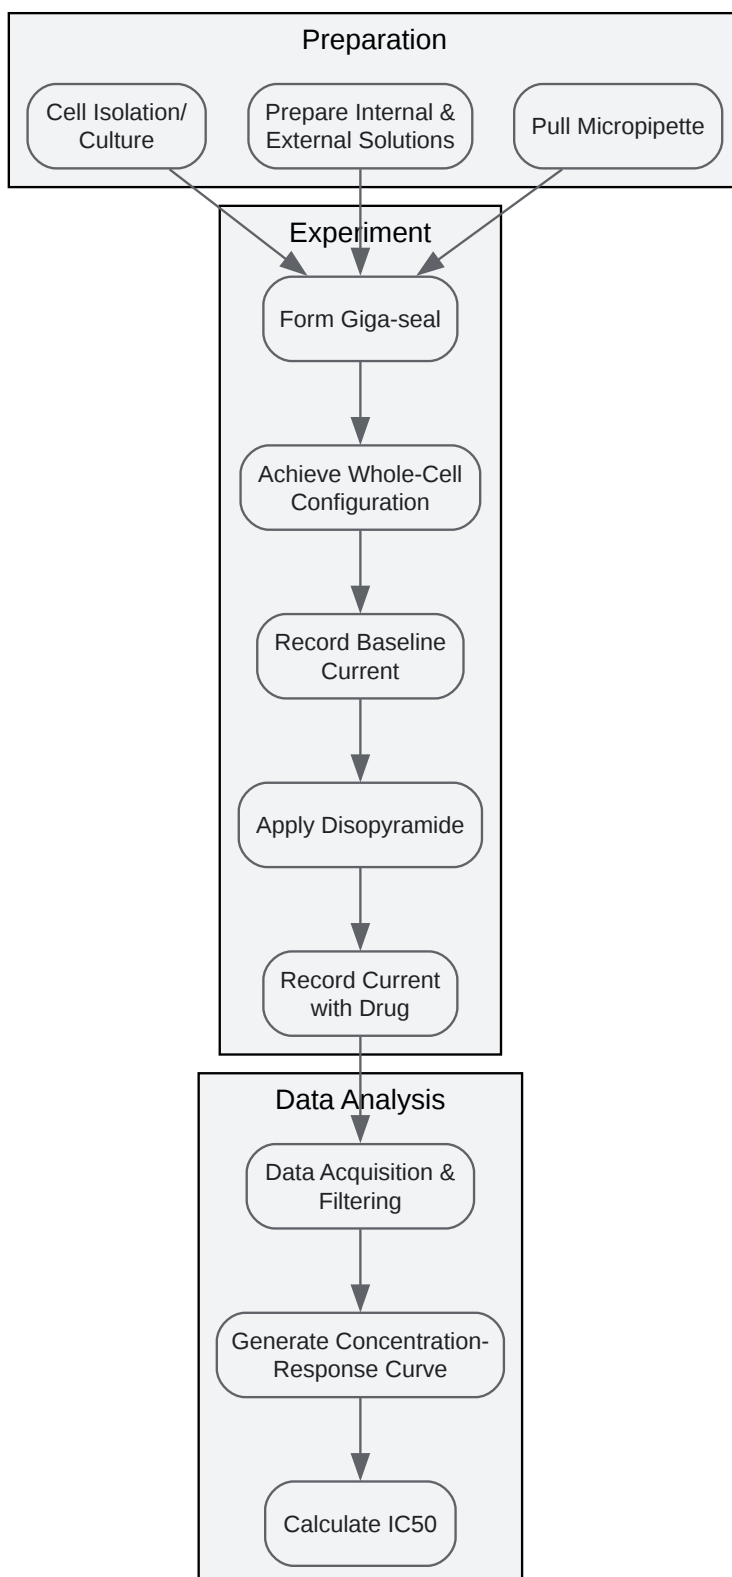 Preparation
Cell Isolation/
Culture
Prepare Internal &
External Solutions
Pull Micropipette
Experiment
Form Giga-seal
Achieve Whole-Cell
Configuration
Record Baseline
Current
Apply Disopyramide
Record Current
with Drug
Data Analysis
Data Acquisition &
Filtering
Generate Concentration-
Response Curve
Calculate IC50